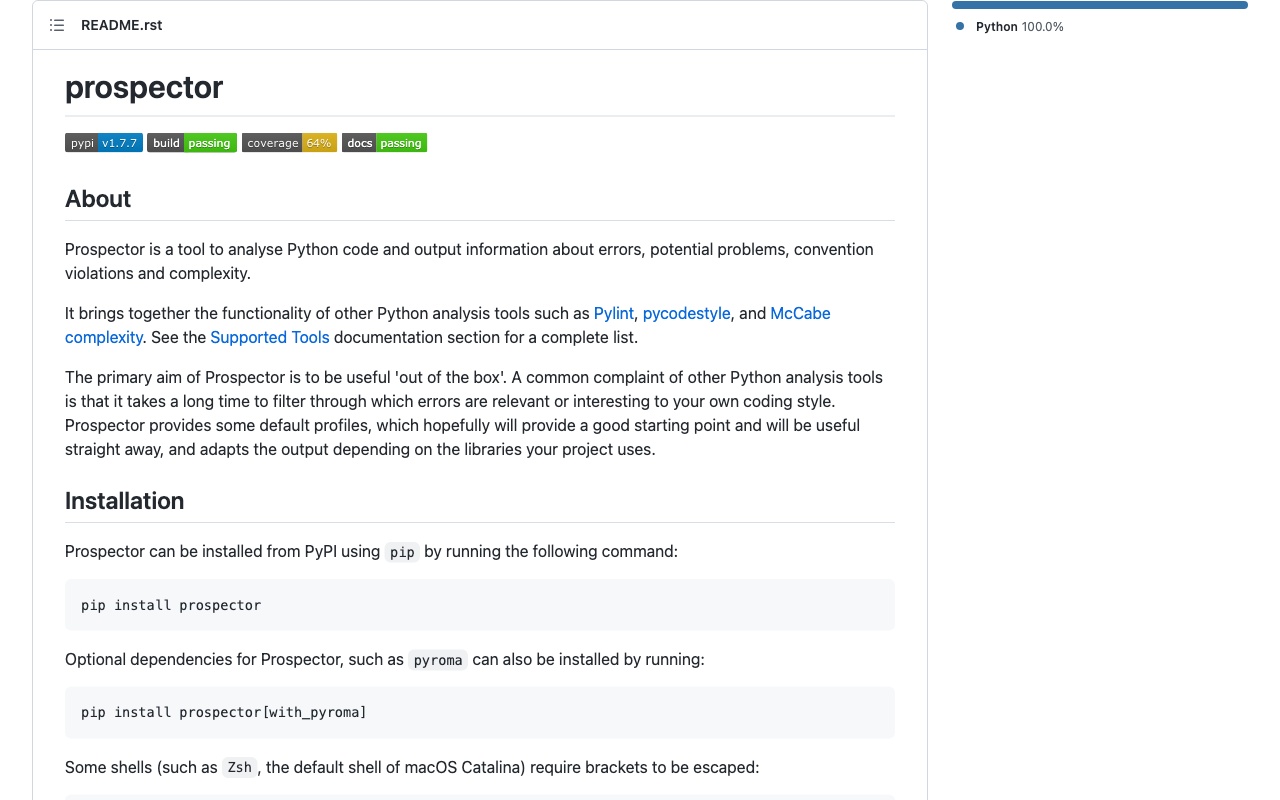 README.rst
Python 100.0%
prospector
pypi v1.7.7 build passing coverage 64% docs passing
About
Prospector is a tool to analyse Python code and output information about errors, potential problems, convention
violations and complexity.
It brings together the functionality of other Python analysis tools such as Pylint, pycodestyle, and McCabe
complexity. See the Supported Tools documentation section for a complete list.
The primary aim of Prospector is to be useful 'out of the box'. A common complaint of other Python analysis tools
is that it takes a long time to filter through which errors are relevant or interesting to your own coding style.
Prospector provides some default profiles, which hopefully will provide a good starting point and will be useful
straight away, and adapts the output depending on the libraries your project uses.
Installation
Prospector can be installed from PyPI using pip by running the following command:
pip install prospector
Optional dependencies for Prospector, such as pyroma can also be installed by running:
pip install prospector[with_pyroma]
Some shells (such as Zsh, the default shell of macOS Catalina) require brackets to be escaped: